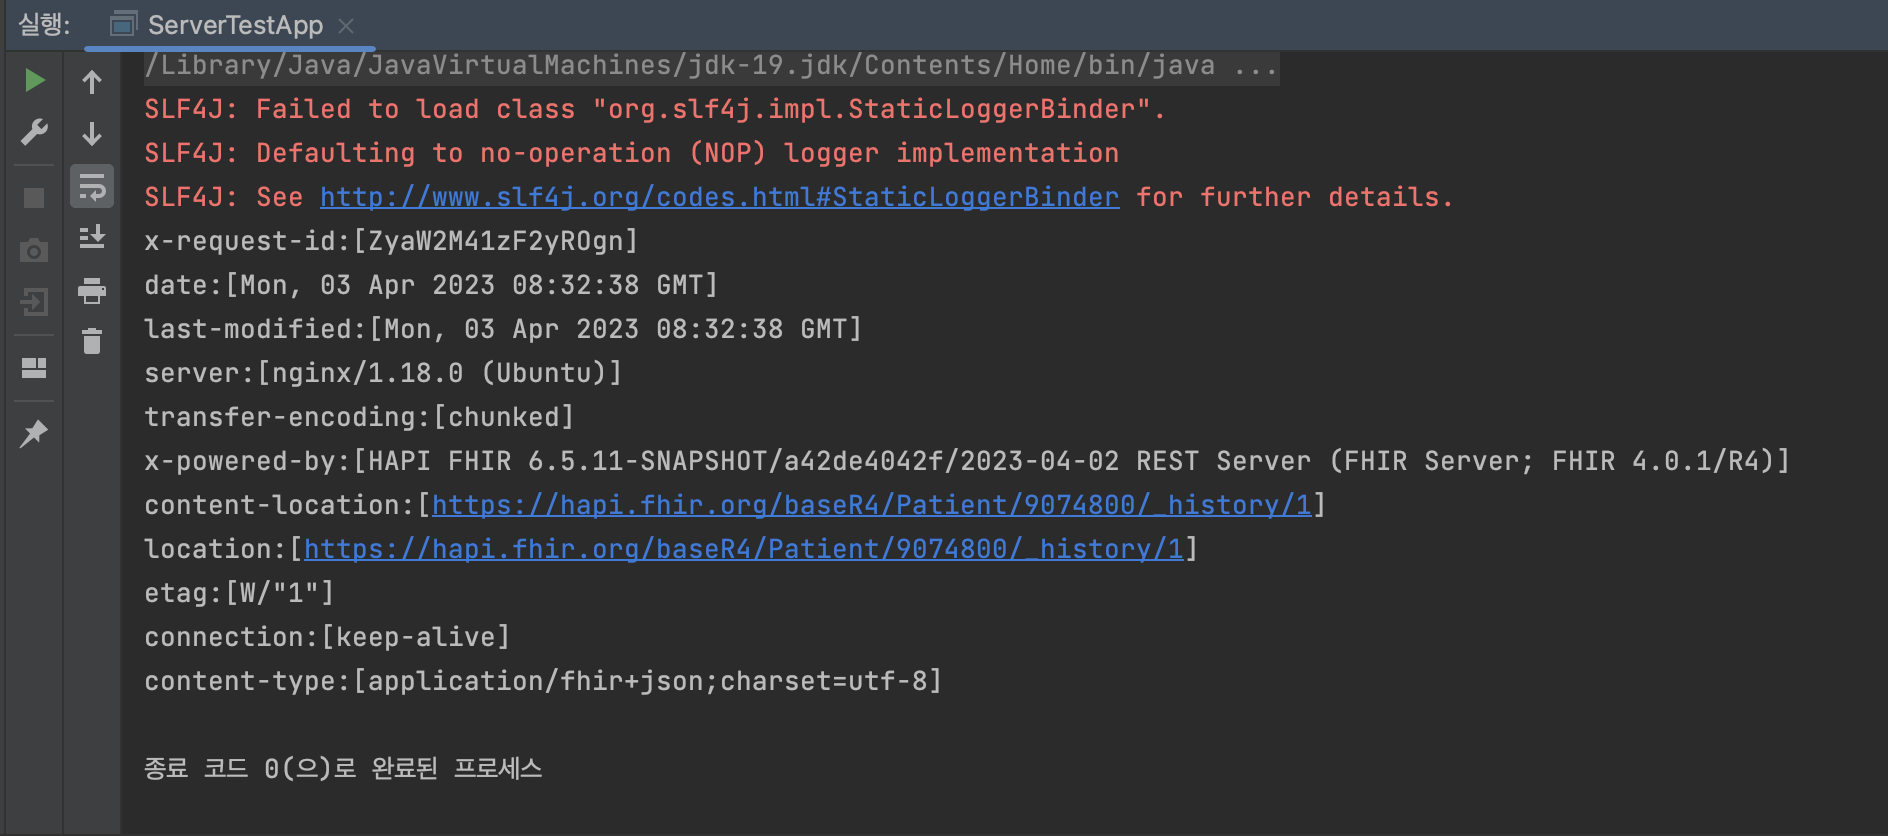 실행: ServerTestApp
/Library/Java/JavaVirtualMachines/jdk-19.jdk/Contents/Home/bin/java ...
SLF4J: Failed to load class "org.slf4j.impl.StaticLoggerBinder".
SLF4J: Defaulting to no-operation (NOP) logger implementation
SLF4J: See http://www.slf4j.org/codes.html#StaticLoggerBinder for further details.
x-request-id:[ZyaW2M41zF2yROgn]
date:[Mon, 03 Apr 2023 08:32:38 GMT]
last-modified:[Mon, 03 Apr 2023 08:32:38 GMT]
server:[nginx/1.18.0 (Ubuntu)]
transfer-encoding:[chunked]
x-powered-by:[HAPI FHIR 6.5.11-SNAPSHOT/a42de4042f/2023-04-02 REST Server (FHIR Server; FHIR 4.0.1/R4)]
content-location:[https://hapi.fhir.org/baseR4/Patient/9074800/_history/1]
location:[https://hapi.fhir.org/baseR4/Patient/9074800/_history/1]
etag:[W/"1"]
connection:[keep-alive]
content-type:[application/fhir+json;charset=utf-8]
종료 코드 0(으)로 완료된 프로세스